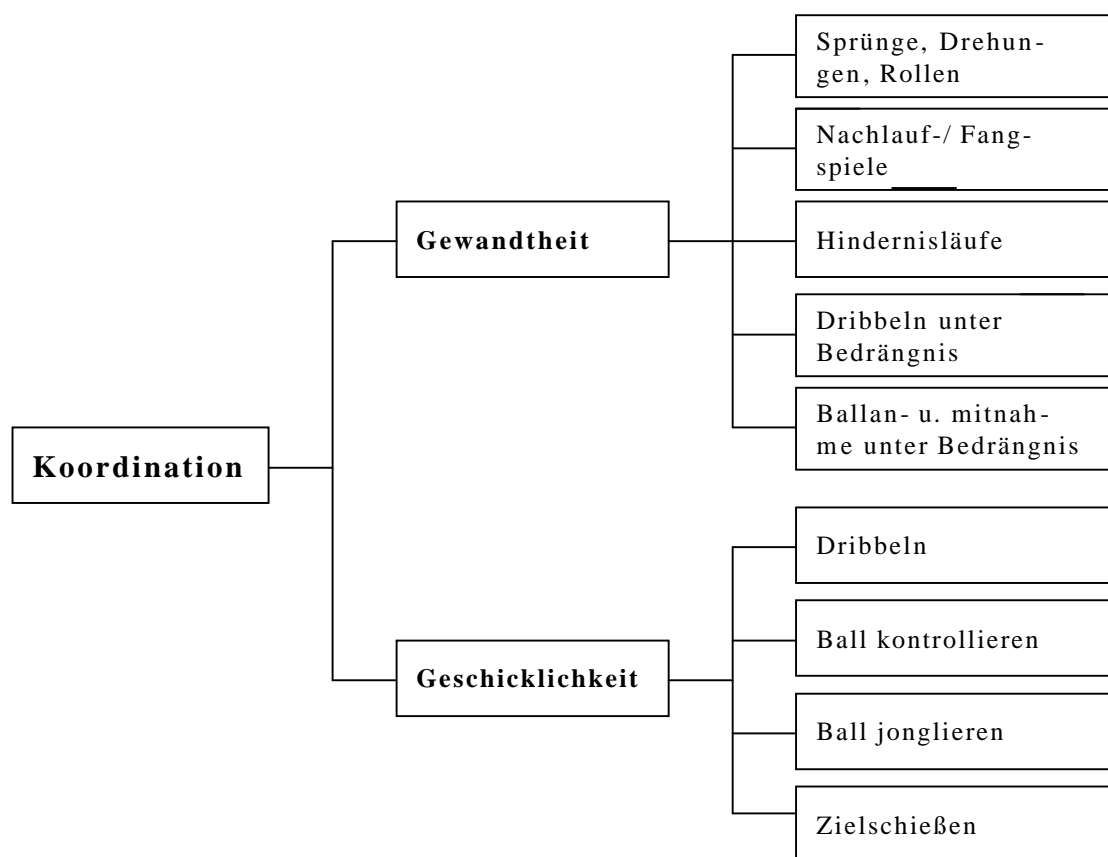 Koordination
Gewandtheit
Sprünge, Drehun-
gen, Rollen
Nachlauf-/ Fang-
spiele
Hindernisläufe
Dribbeln unter
Bedrängnis
Ballan- u. mitnah-
me unter Bedrängnis
Geschicklichkeit
Dribbeln
Ball kontrollieren
Ball jonglieren
Zielschießen